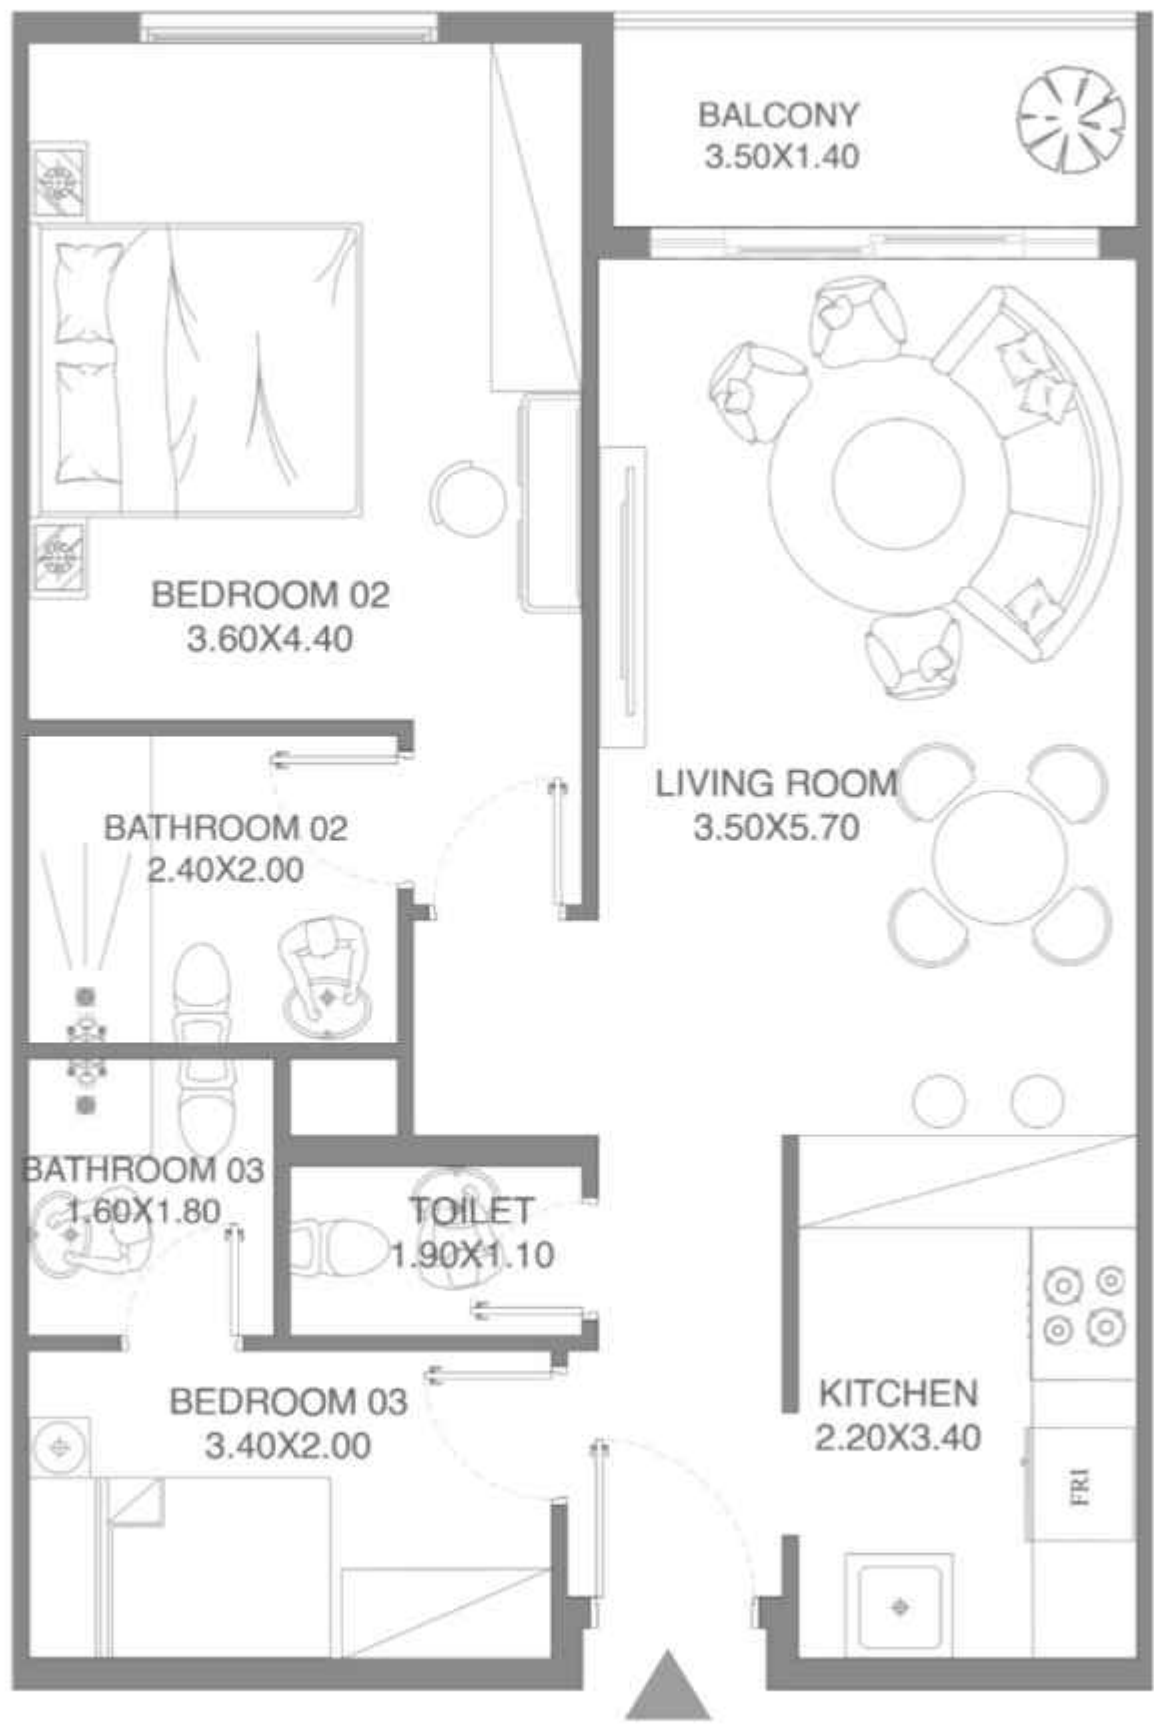 BALCONY
3.50X1.40
BEDROOM 02
3.60X4.40
LIVING ROOM
3.50X5.70
BATHROOM 02
2.40X2.00
BATHROOM 03
1.60X1.80
TOILET
1.90X1.10
BEDROOM 03
3.40X2.00
KITCHEN
2.20X3.40
FRI